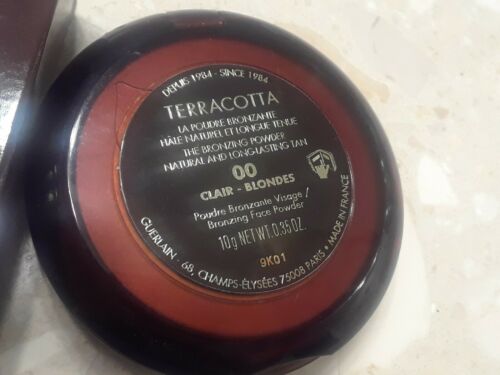 DEPUIS 1984 - SINCE 1984
TERRACOTTA
LA POUDRE BRONZANTE
HÂLE NATUREL ET LONGUE TENUE
THE BRONZING POWDER
NATURAL AND LONG-LASTING TAN
00
CLAIR - BLONDES
Poudre Bronzante Visage /
Bronzing Face Powder
10g NET WT. 0.35 OZ.
9K01
GUERLAIN • 68, CHAMPS-ÉLYSÉES 75008 PARIS • MADE IN FRANCE